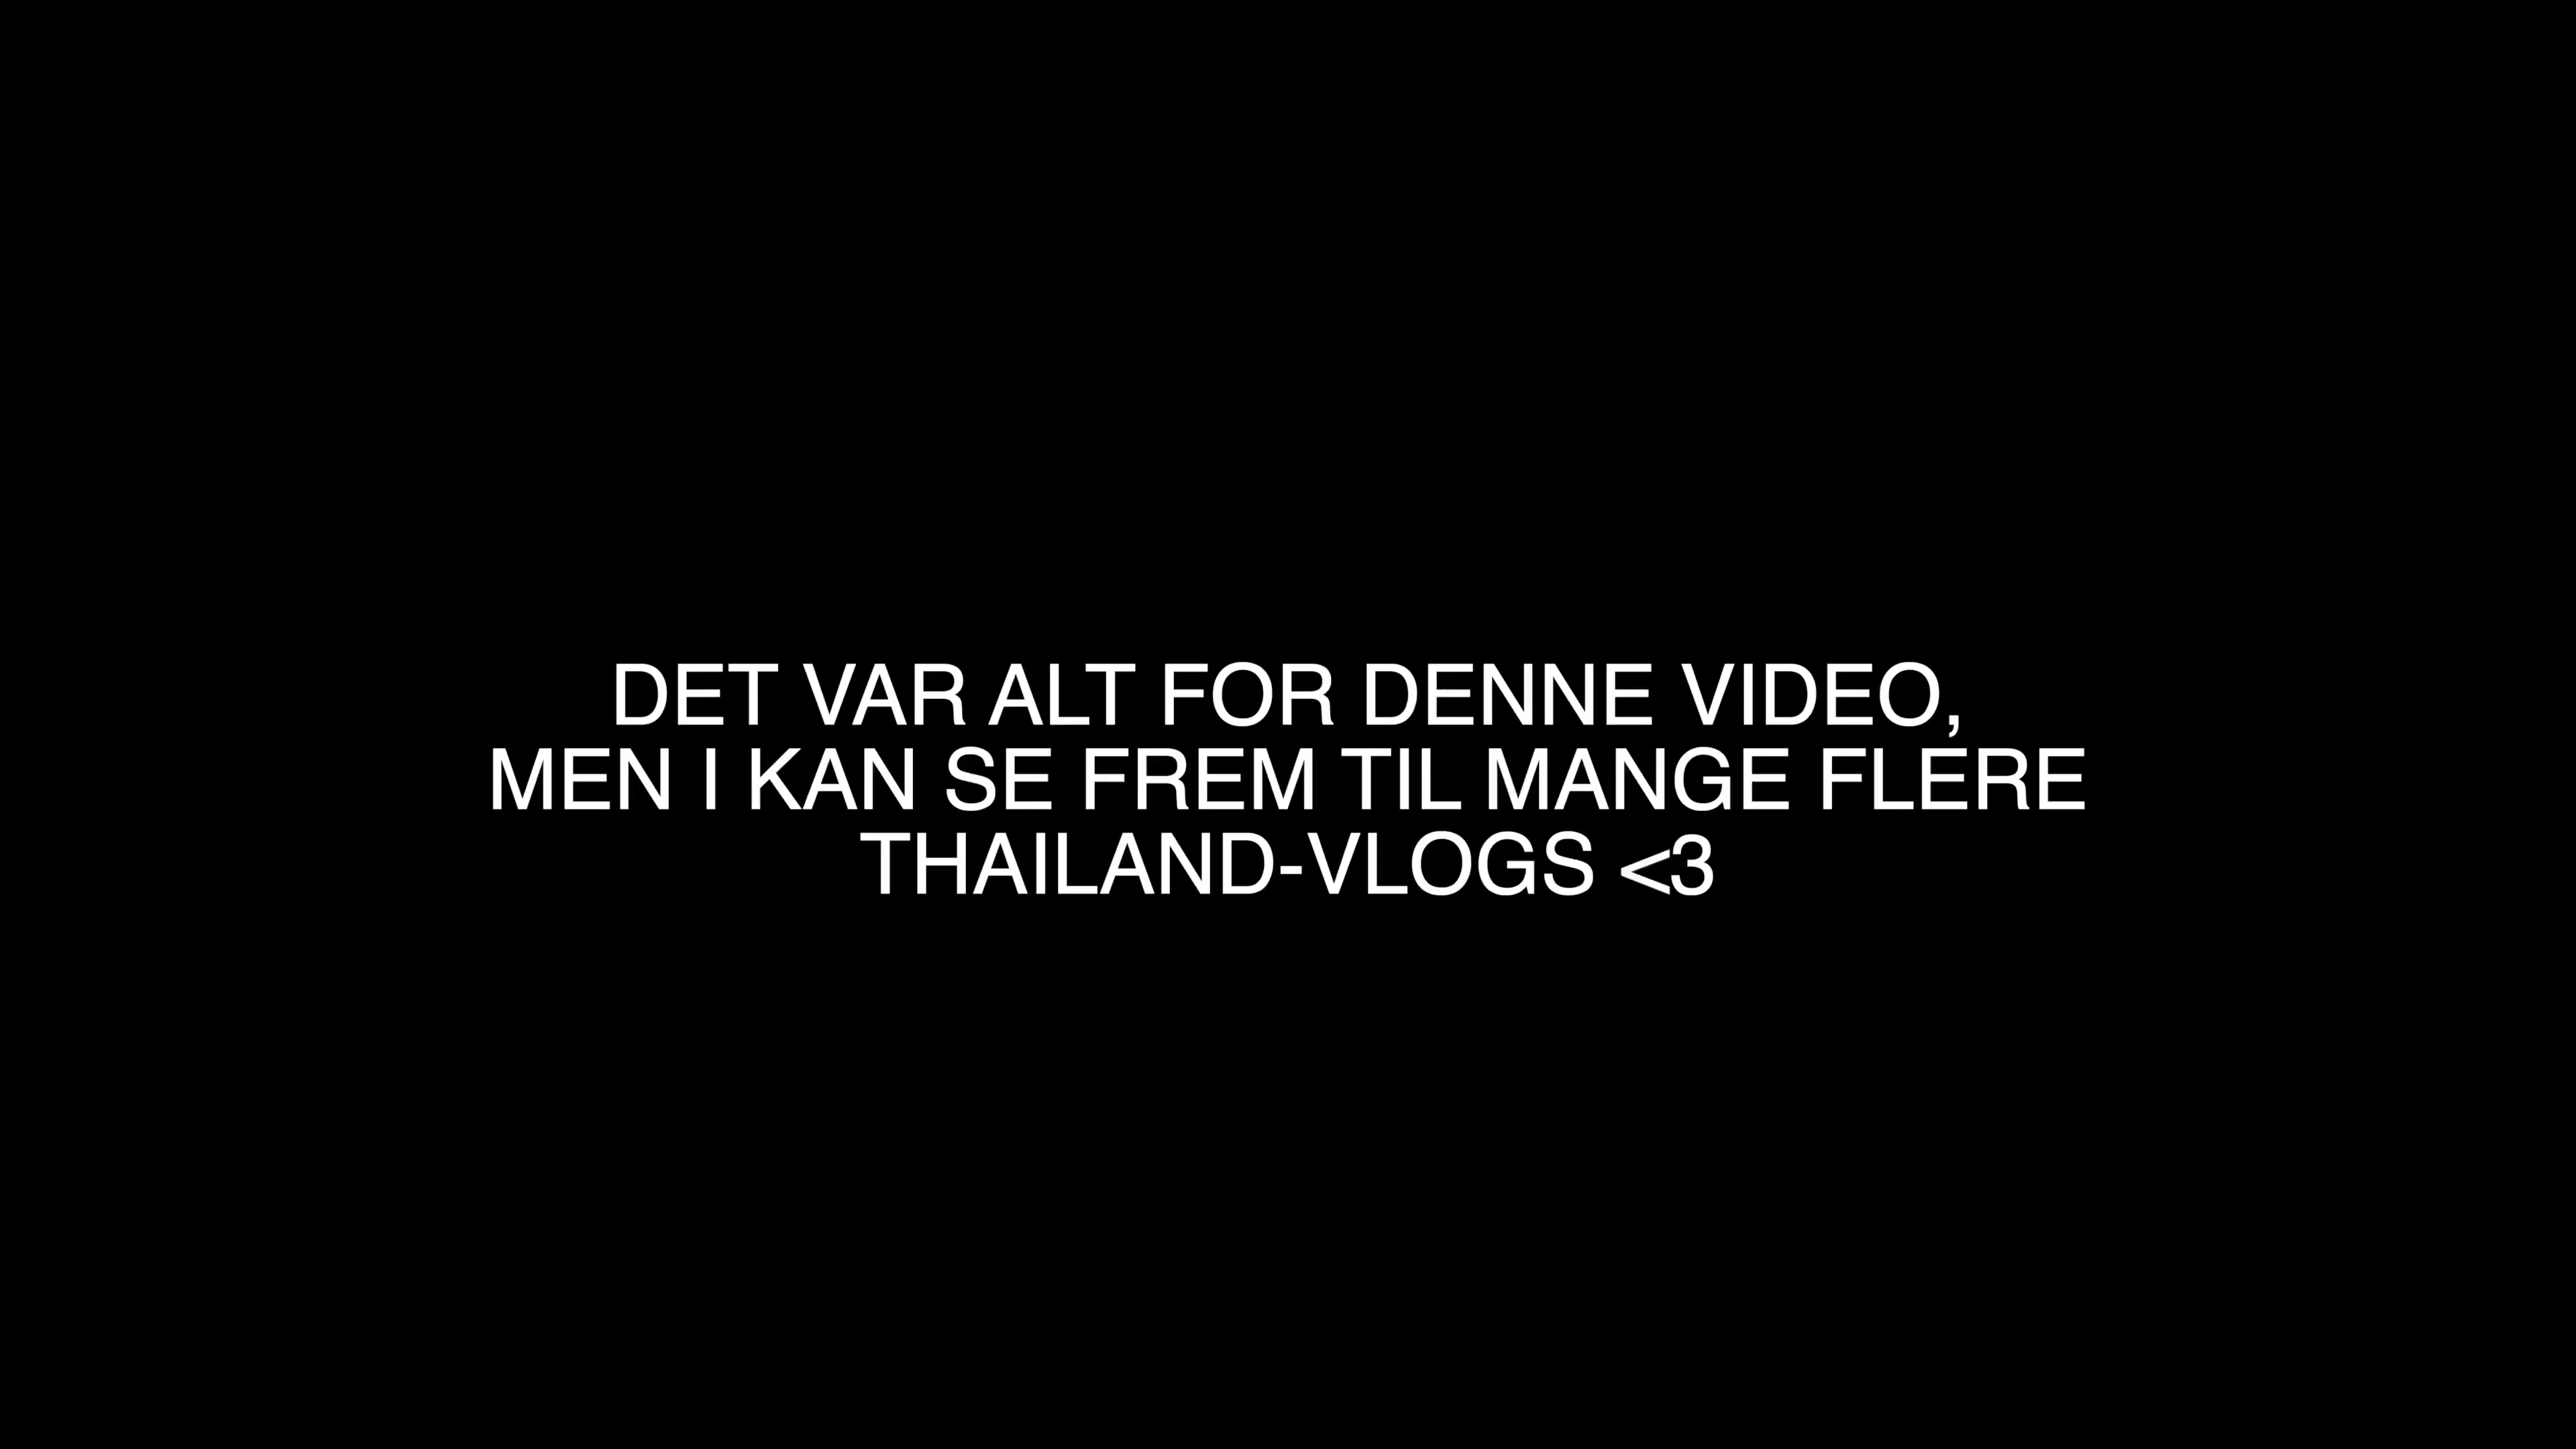 DET VAR ALT FOR DENNE VIDEO,
MEN I KAN SE FREM TIL MANGE FLERE
THAILAND-VLOGS <3